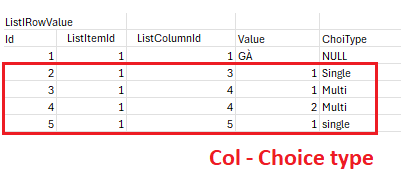 ListIRowValue
Id ListItemId ListColumnId Value ChoiType
1 1 1 GÀ NULL
2 1 3 1 Single
3 1 4 1 Multi
4 1 4 2 Multi
5 1 5 1 single
Col - Choice type